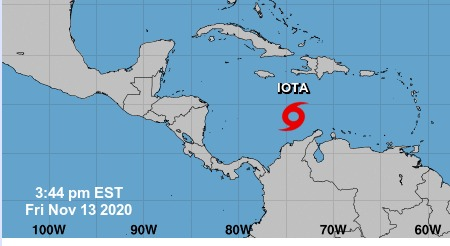 IOTA
3:44 pm EST
Fri Nov 13 2020
100W 90W 80W 70W 60W